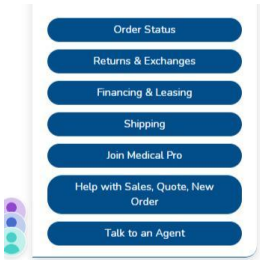 Order Status
Returns & Exchanges
Financing & Leasing
Shipping
Join Medical Pro
Help with Sales, Quote, New
Order
Talk to an Agent